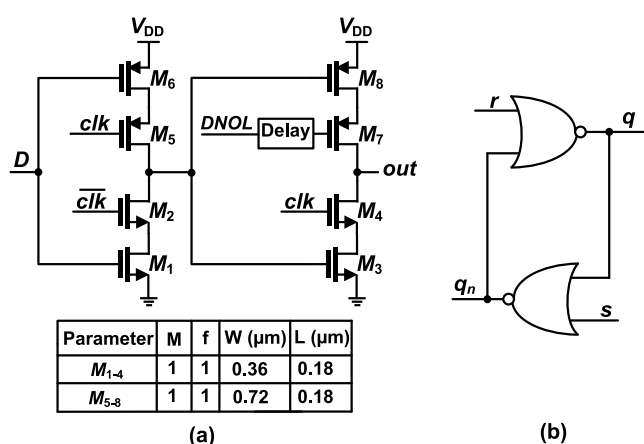 V_DD V_DD
M_6 M_8
r
clk M_5 DNOL Delay M_7 q
D out
c̅l̅k̅ M_2 clk M_4
M_1 M_3
q_n
s
Parameter M f W (μm) L (μm)
M_1-4 1 1 0.36 0.18
M_5-8 1 1 0.72 0.18
(a) (b)